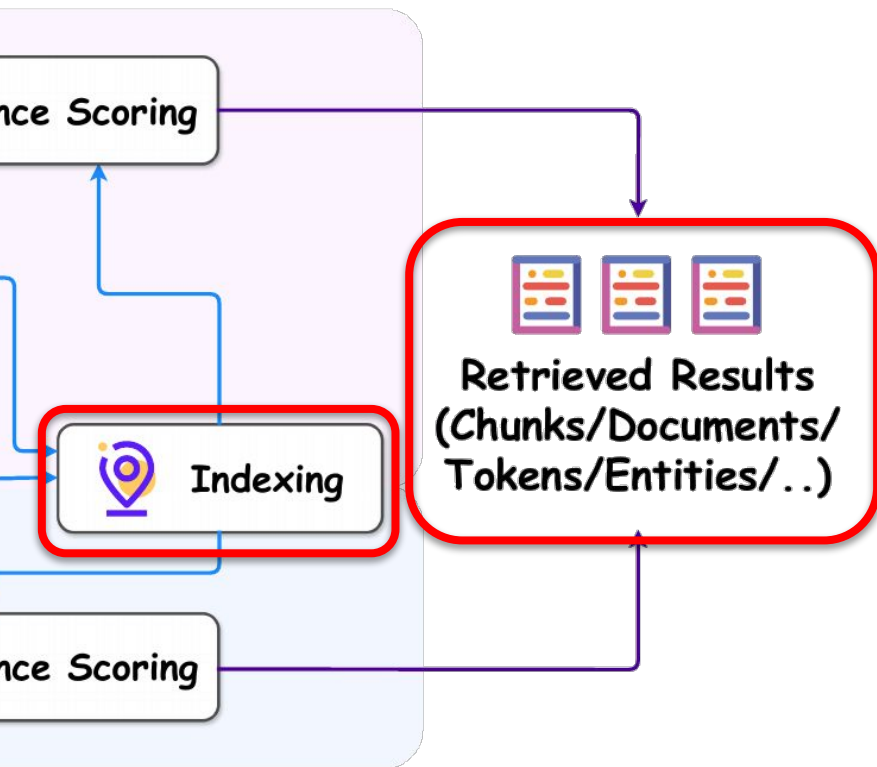 nce Scoring
Retrieved Results
(Chunks/Documents/
Tokens/Entities/..)
Indexing
nce Scoring